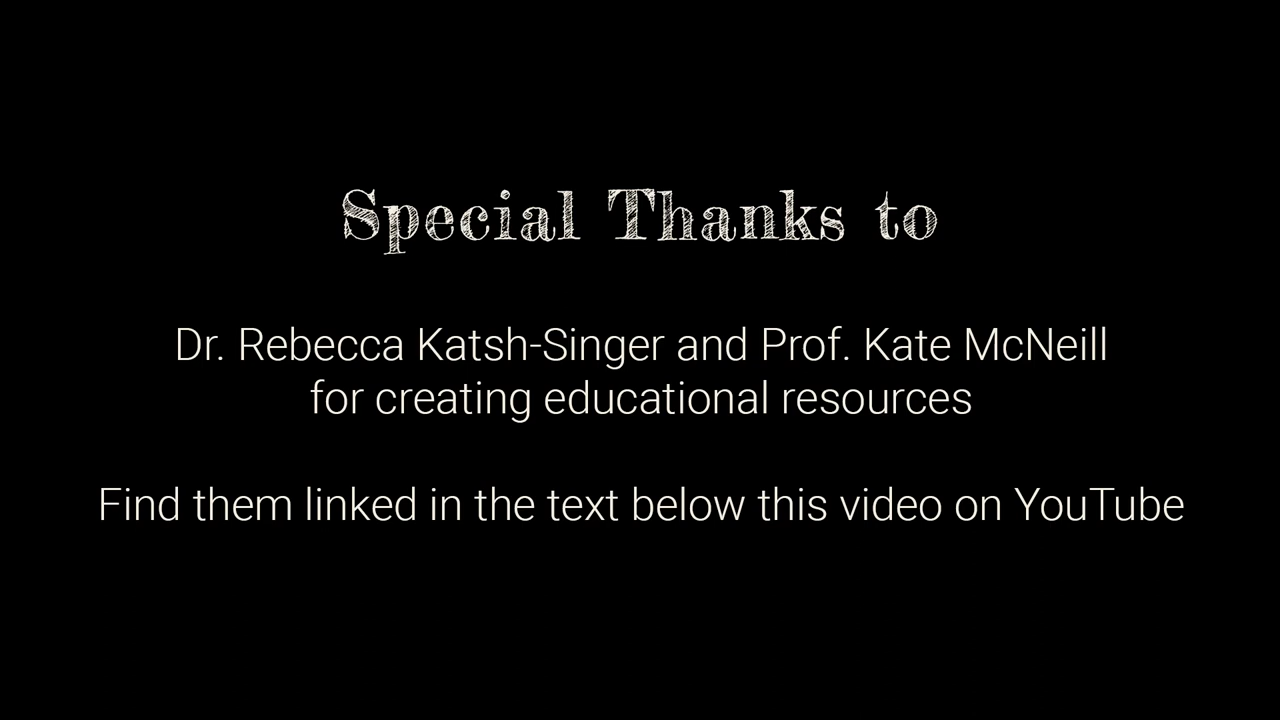 Special Thanks to
Dr. Rebecca Katsh-Singer and Prof. Kate McNeill
for creating educational resources
Find them linked in the text below this video on YouTube